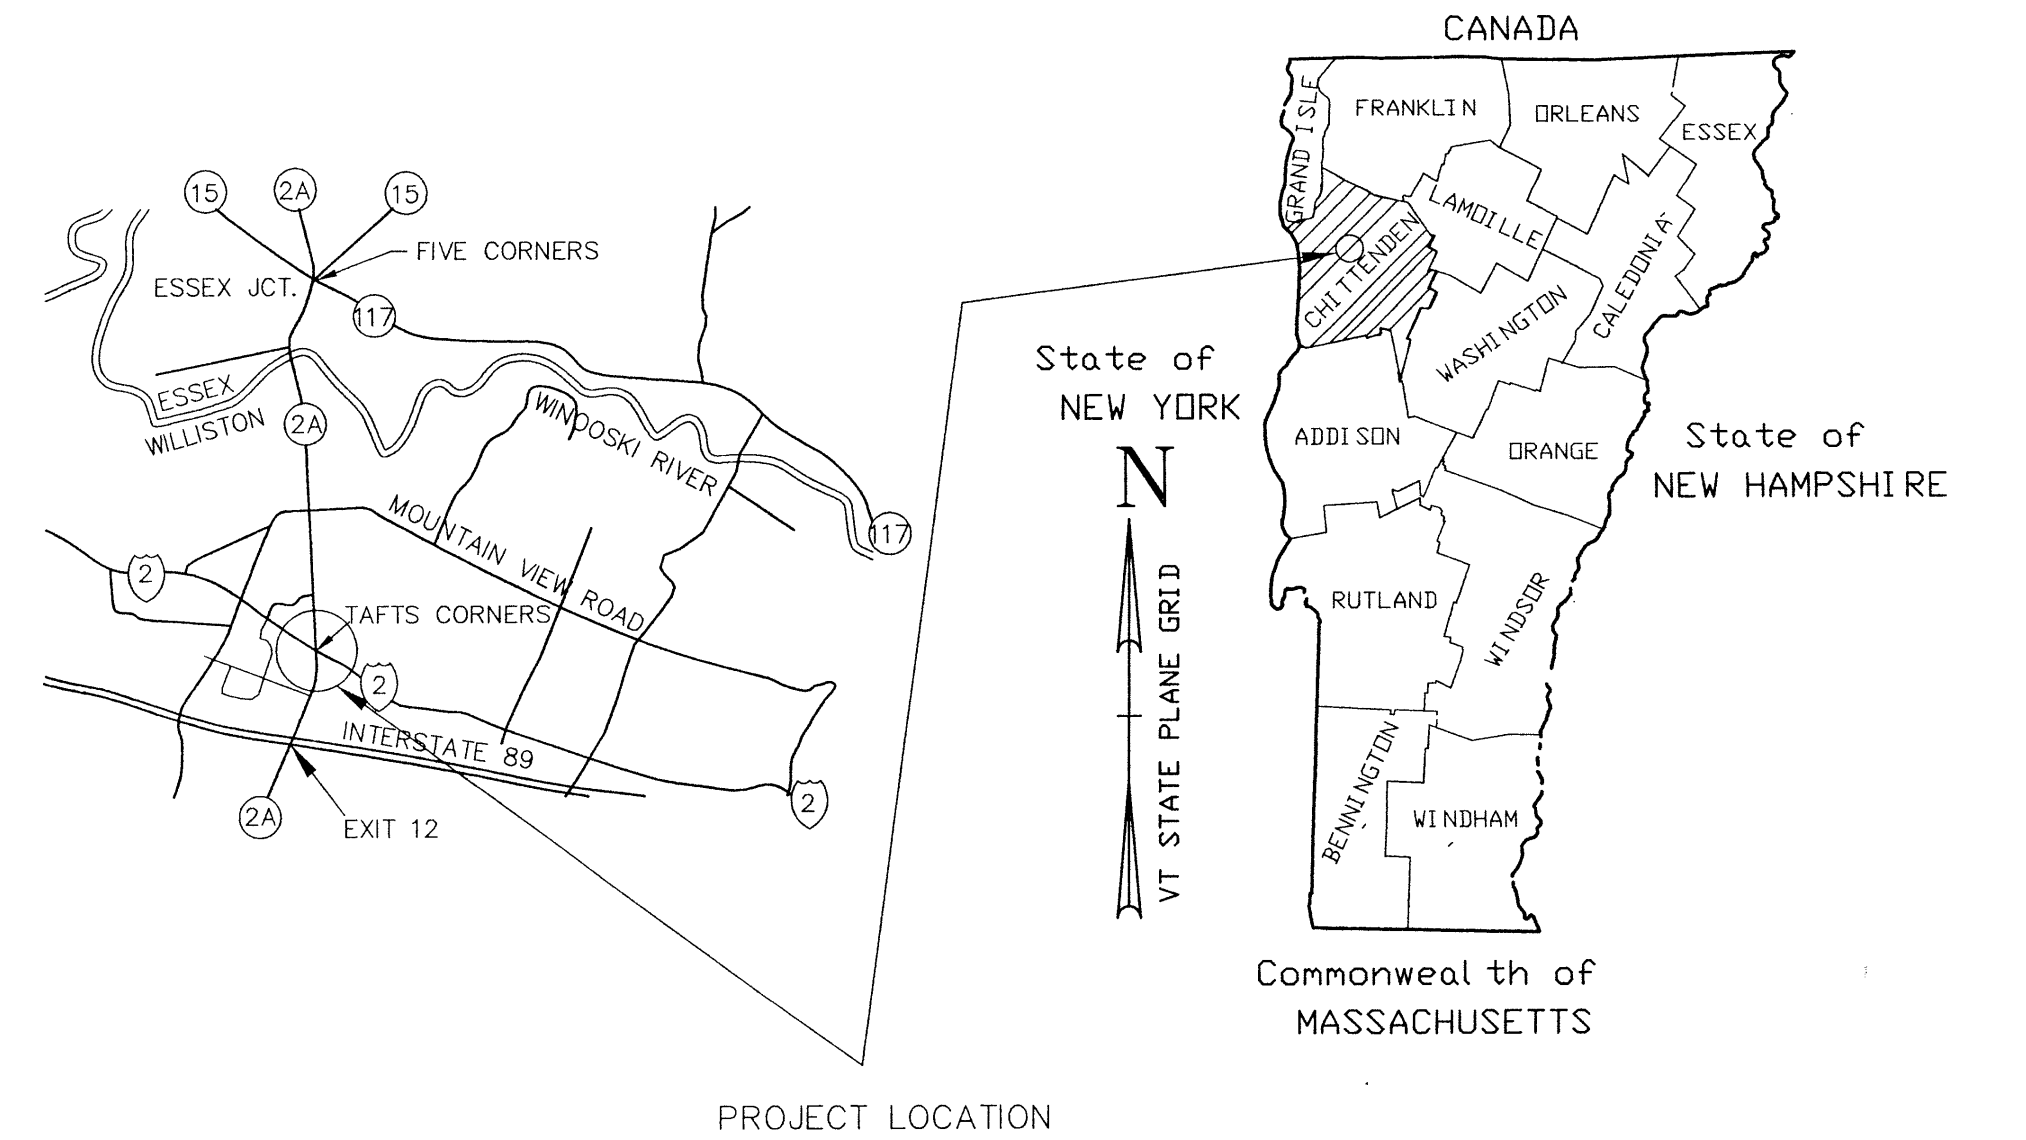 CANADA
GRAND ISLE
FRANKLIN
ORLEANS
ESSEX
LAMOILLE
CHITTENDEN
CALEDONIA
WASHINGTON
ADDISON
ORANGE
RUTLAND
WINDSOR
BENNINGTON
WINDHAM
State of
NEW YORK
State of
NEW HAMPSHIRE
Commonwealth of
MASSACHUSETTS
N
VT STATE PLANE GRID
15
2A
15
FIVE CORNERS
ESSEX JCT.
117
ESSEX
WILLISTON
2A
WINOOSKI RIVER
MOUNTAIN VIEW ROAD
117
2
TAFTS CORNERS
2
INTERSTATE 89
2
2A
EXIT 12
PROJECT LOCATION